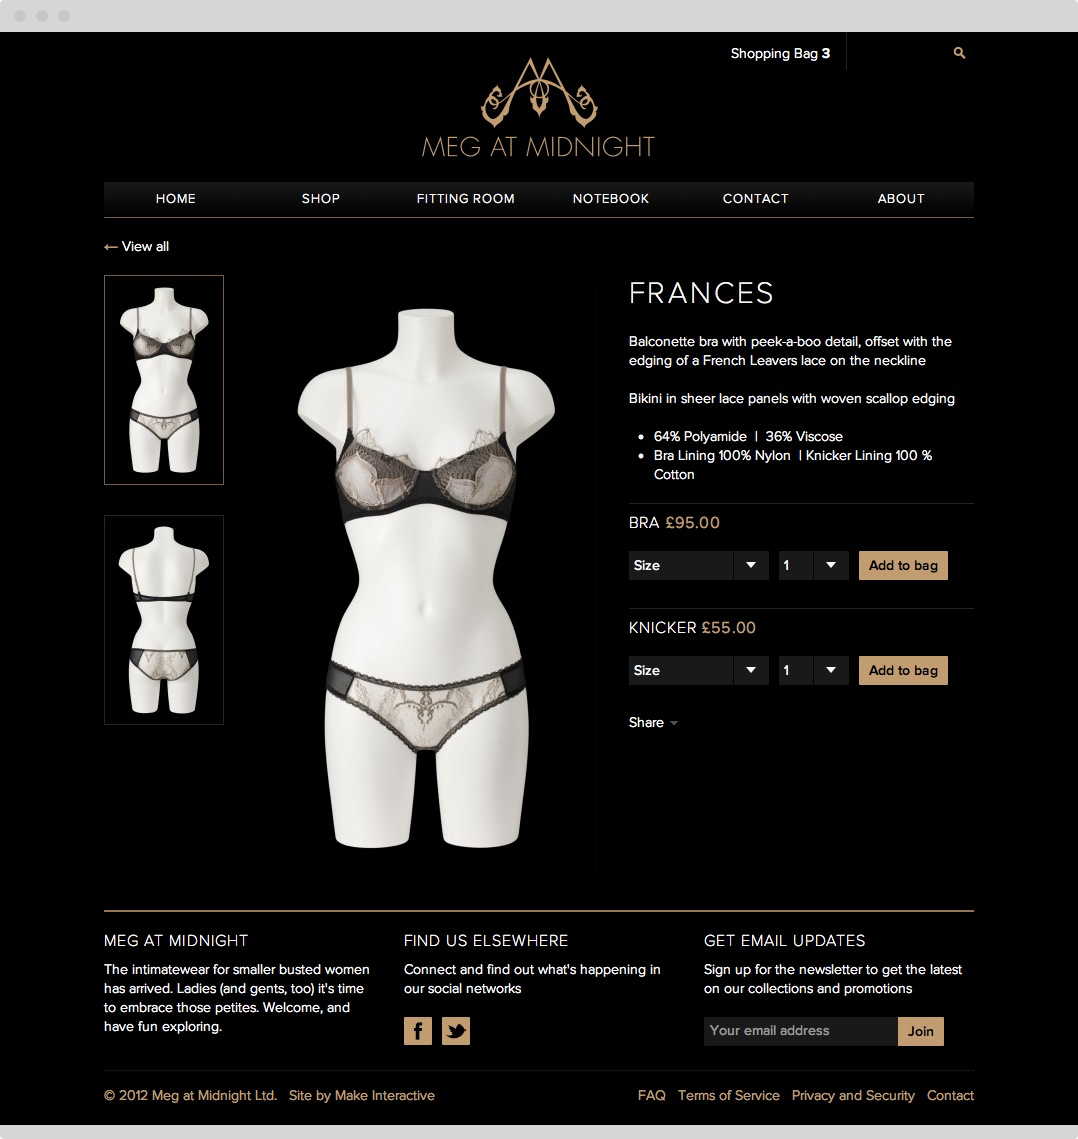 Shopping Bag 3
MEG AT MIDNIGHT
HOME SHOP FITTING ROOM NOTEBOOK CONTACT ABOUT
← View all
FRANCES
Balconette bra with peek-a-boo detail, offset with the
edging of a French Leavers lace on the neckline
Bikini in sheer lace panels with woven scallop edging
• 64% Polyamide | 36% Viscose
• Bra Lining 100% Nylon | Knicker Lining 100 %
Cotton
BRA £95.00
Size 1 Add to bag
KNICKER £55.00
Size 1 Add to bag
Share
MEG AT MIDNIGHT
The intimatewear for smaller busted women
has arrived. Ladies (and gents, too) it's time
to embrace those petites. Welcome, and
have fun exploring.
FIND US ELSEWHERE
Connect and find out what's happening in
our social networks
f
GET EMAIL UPDATES
Sign up for the newsletter to get the latest
on our collections and promotions
Your email address Join
© 2012 Meg at Midnight Ltd. Site by Make Interactive
FAQ Terms of Service Privacy and Security Contact